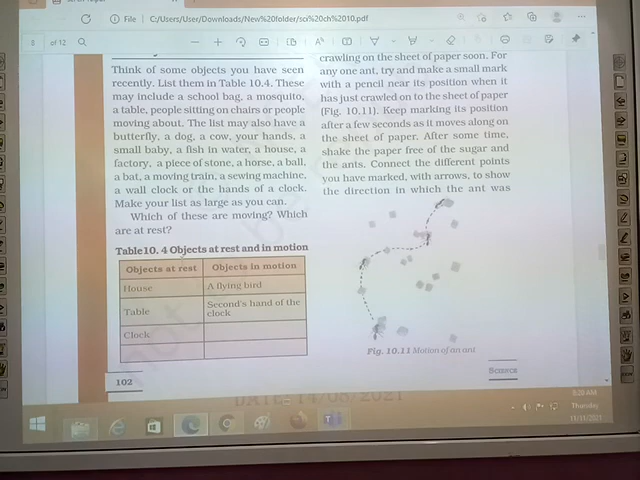 File C:/Users/User/Downloads/New%20folder/so%20ch%2010.pdf
8 of 12
Think of some objects you have seen
recently. List them in Table 10.4. These
may include a school bag, a mosquito,
a table, people sitting on chairs or people
moving about. The list may also have a
butterfly, a dog, a cow, your hands, a
small baby, a fish in water, a house, a
factory, a piece of stone, a horse, a ball,
a bat, a moving train, a sewing machine,
a wall clock or the hands of a clock.
Make your list as large as you can.
Which of these are moving? Which
are at rest?
Table10. 4 Objects at rest and in motion
Objects at rest Objects in motion
House A flying bird
Table Second's hand of the
clock
Clock
102
crawling on the sheet of paper soon. For
any one ant, try and make a small mark
with a pencil near its position when it
has just crawled on to the sheet of paper
(Fig. 10.11). Keep marking its position
after a few seconds as it moves along on
the sheet of paper. After some time,
shake the paper free of the sugar and
the ants. Connect the different points
you have marked, with arrows, to show
the direction in which the ant was
Fig. 10.11 Motion of an ant
SCIENCE
DATE 14/06/2021
8:28 AM
Thursday
11/11/2021